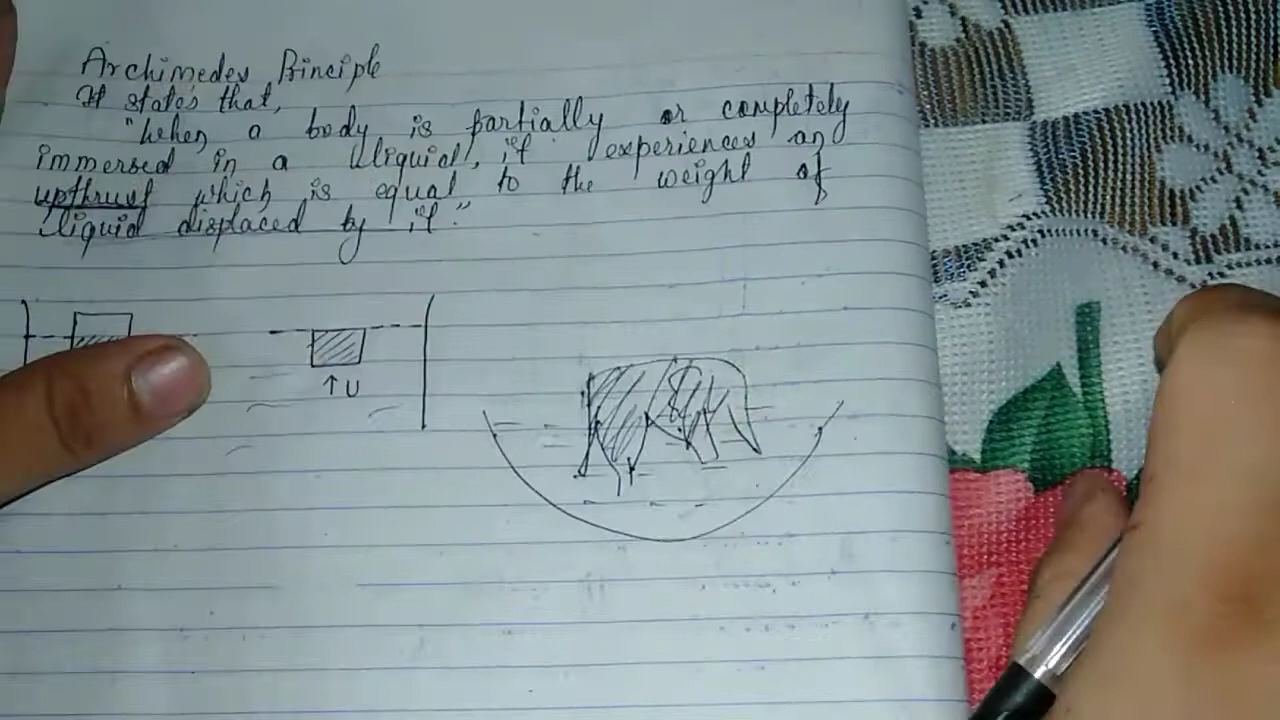 Archimedes Principle
It states that,
"When a body is partially or completely
immersed in a liquid, it experiences an
upthrust which is equal to the weight of
liquid displaced by it."
↑U